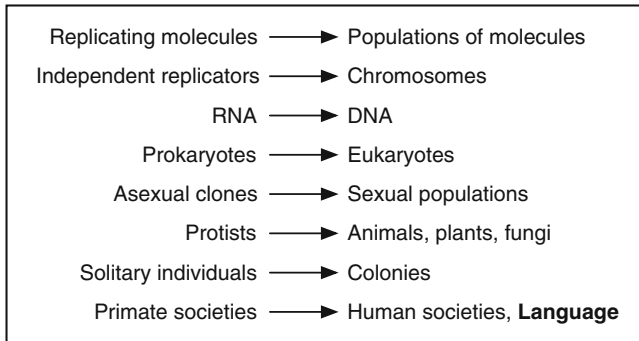 Replicating molecules → Populations of molecules
Independent replicators → Chromosomes
RNA → DNA
Prokaryotes → Eukaryotes
Asexual clones → Sexual populations
Protists → Animals, plants, fungi
Solitary individuals → Colonies
Primate societies → Human societies, Language